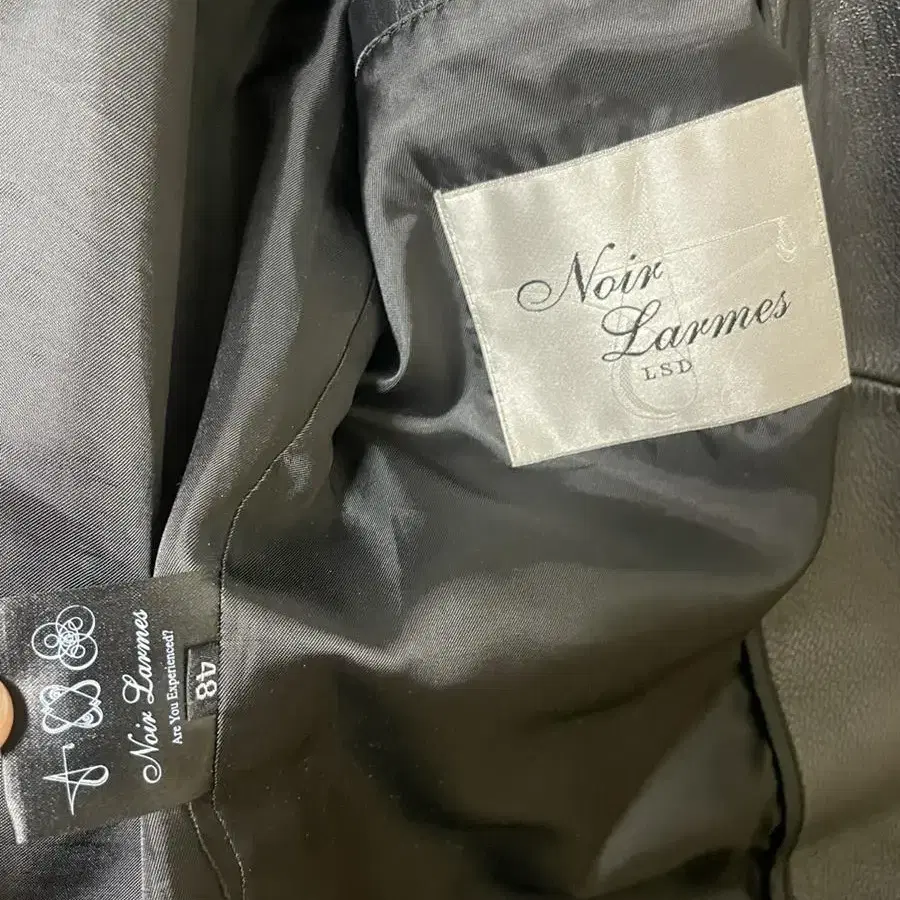 Noir
Larmes
LSD
Noir Larmes
Are You Experienced?
48